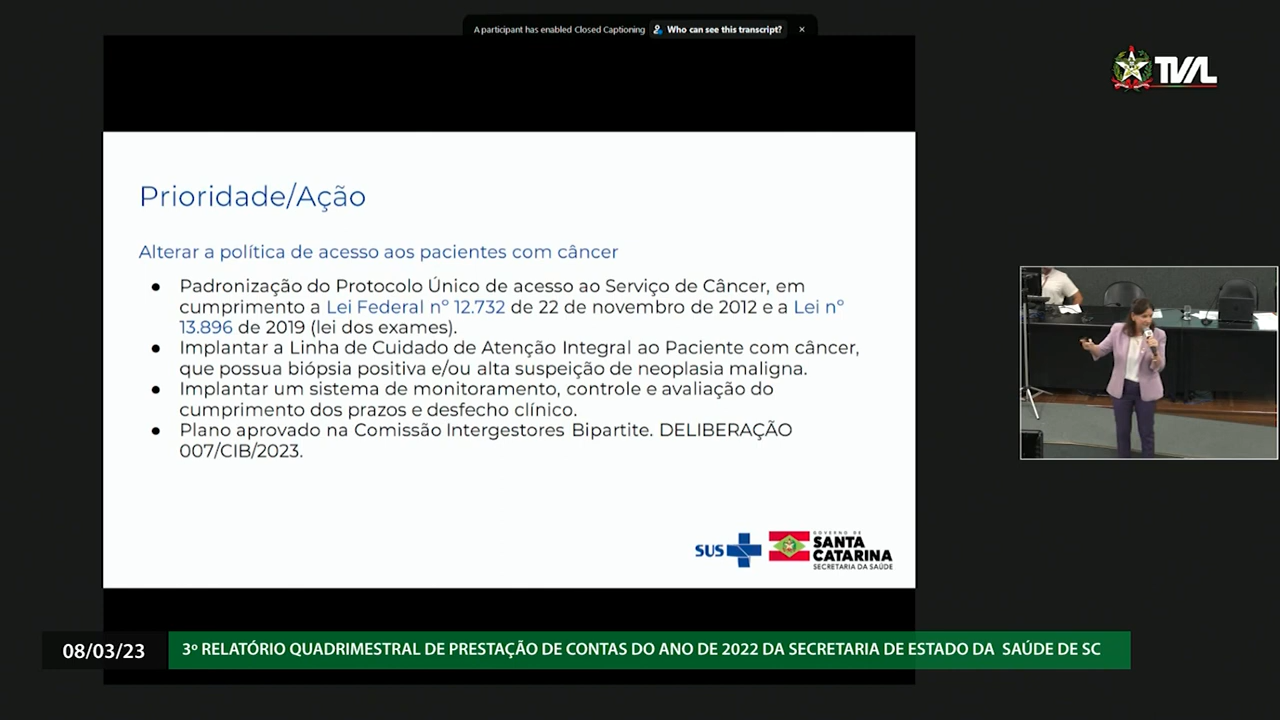 A participant has enabled Closed Captioning Who can see this transcript? ×
TVAL
Prioridade/Ação
Alterar a política de acesso aos pacientes com câncer
● Padronização do Protocolo Único de acesso ao Serviço de Câncer, em
cumprimento a Lei Federal nº 12.732 de 22 de novembro de 2012 e a Lei nº
13.896 de 2019 (lei dos exames).
● Implantar a Linha de Cuidado de Atenção Integral ao Paciente com câncer,
que possua biópsia positiva e/ou alta suspeição de neoplasia maligna.
● Implantar um sistema de monitoramento, controle e avaliação do
cumprimento dos prazos e desfecho clínico.
● Plano aprovado na Comissão Intergestores Bipartite. DELIBERAÇÃO
007/CIB/2023.
SUS
GOVERNO DE
SANTA
CATARINA
SECRETARIA DA SAÚDE
08/03/23
3º RELATÓRIO QUADRIMESTRAL DE PRESTAÇÃO DE CONTAS DO ANO DE 2022 DA SECRETARIA DE ESTADO DA SAÚDE DE SC